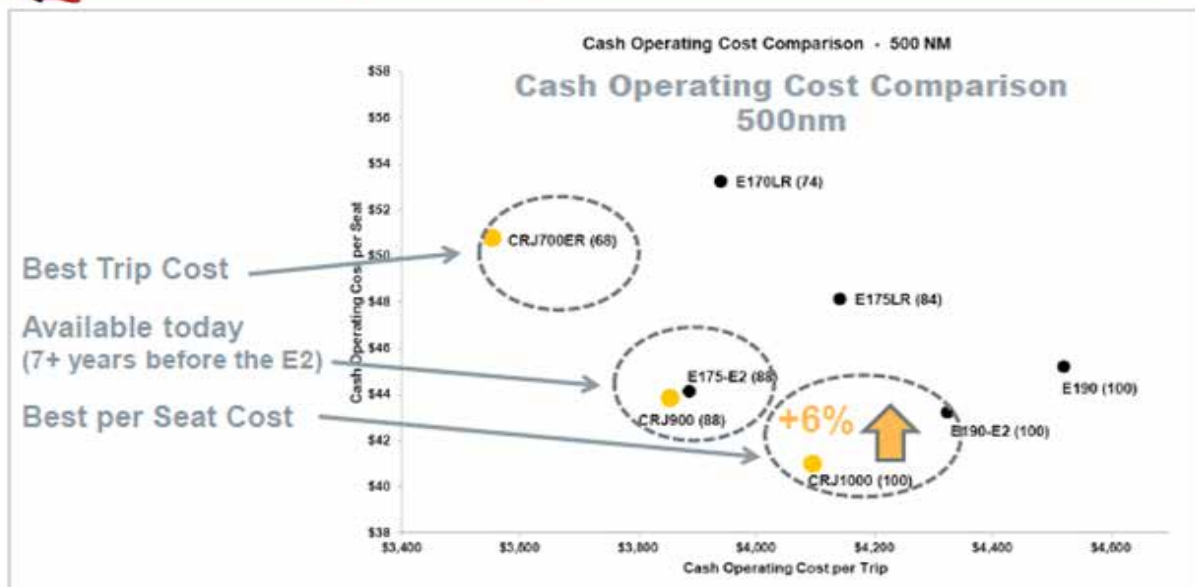 Cash Operating Cost Comparison - 500 NM
Cash Operating Cost Comparison
500nm
$58
$56
$54
$52
$50
$48
$46
$44
$42
$40
$38
Cash Operating Cost per Seat
E170LR (74)
CRJ700ER (68)
Best Trip Cost
E175LR (84)
Available today
(7+ years before the E2)
E175-E2 (88)
E190 (100)
CRJ900 (88)
Best per Seat Cost
+6%
E190-E2 (100)
CRJ1000 (100)
$3,400
$3,600
$3,800
$4,000
$4,200
$4,400
$4,600
Cash Operating Cost per Trip